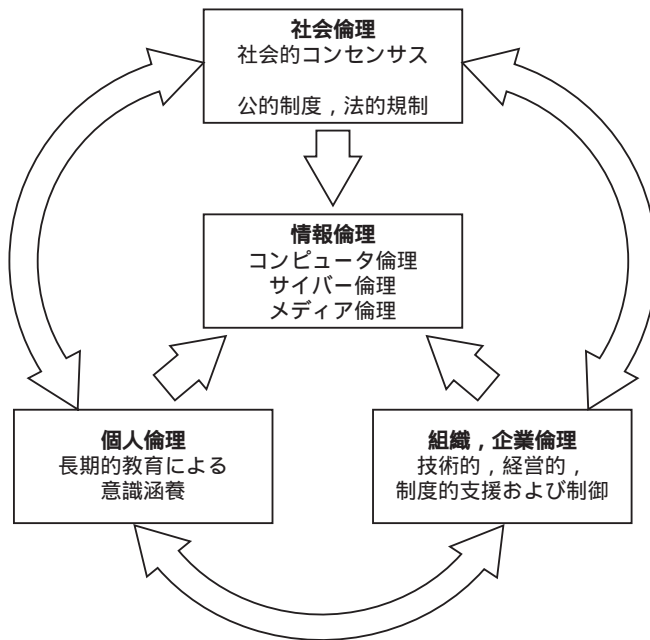 社会倫理
社会的コンセンサス
公的制度，法的規制
情報倫理
コンピュータ倫理
サイバー倫理
メディア倫理
個人倫理
長期的教育による
意識涵養
組織，企業倫理
技術的，経営的，
制度的支援および制御